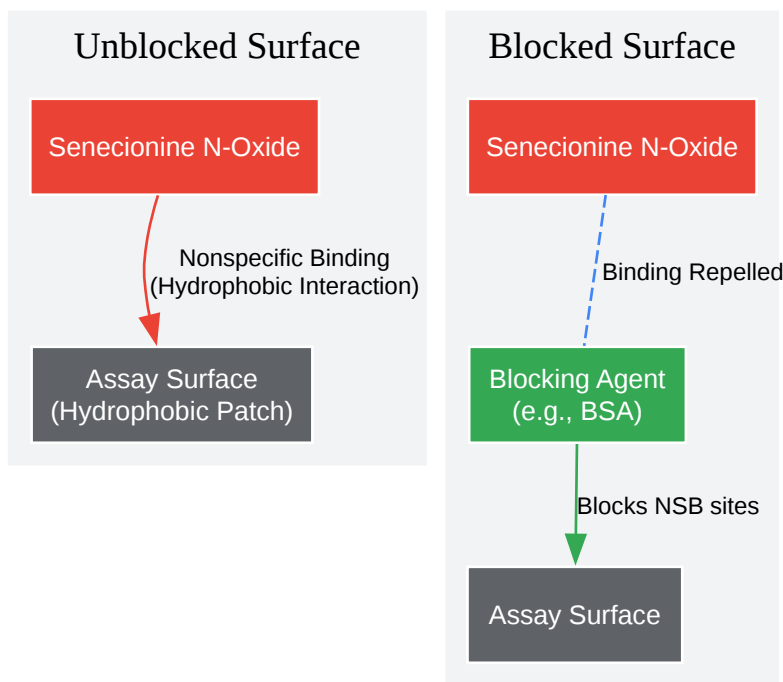 Unblocked Surface
Senecionine N-Oxide
Nonspecific Binding
(Hydrophobic Interaction)
Assay Surface
(Hydrophobic Patch)
Blocked Surface
Senecionine N-Oxide
Binding Repelled
Blocking Agent
(e.g., BSA)
Blocks NSB sites
Assay Surface